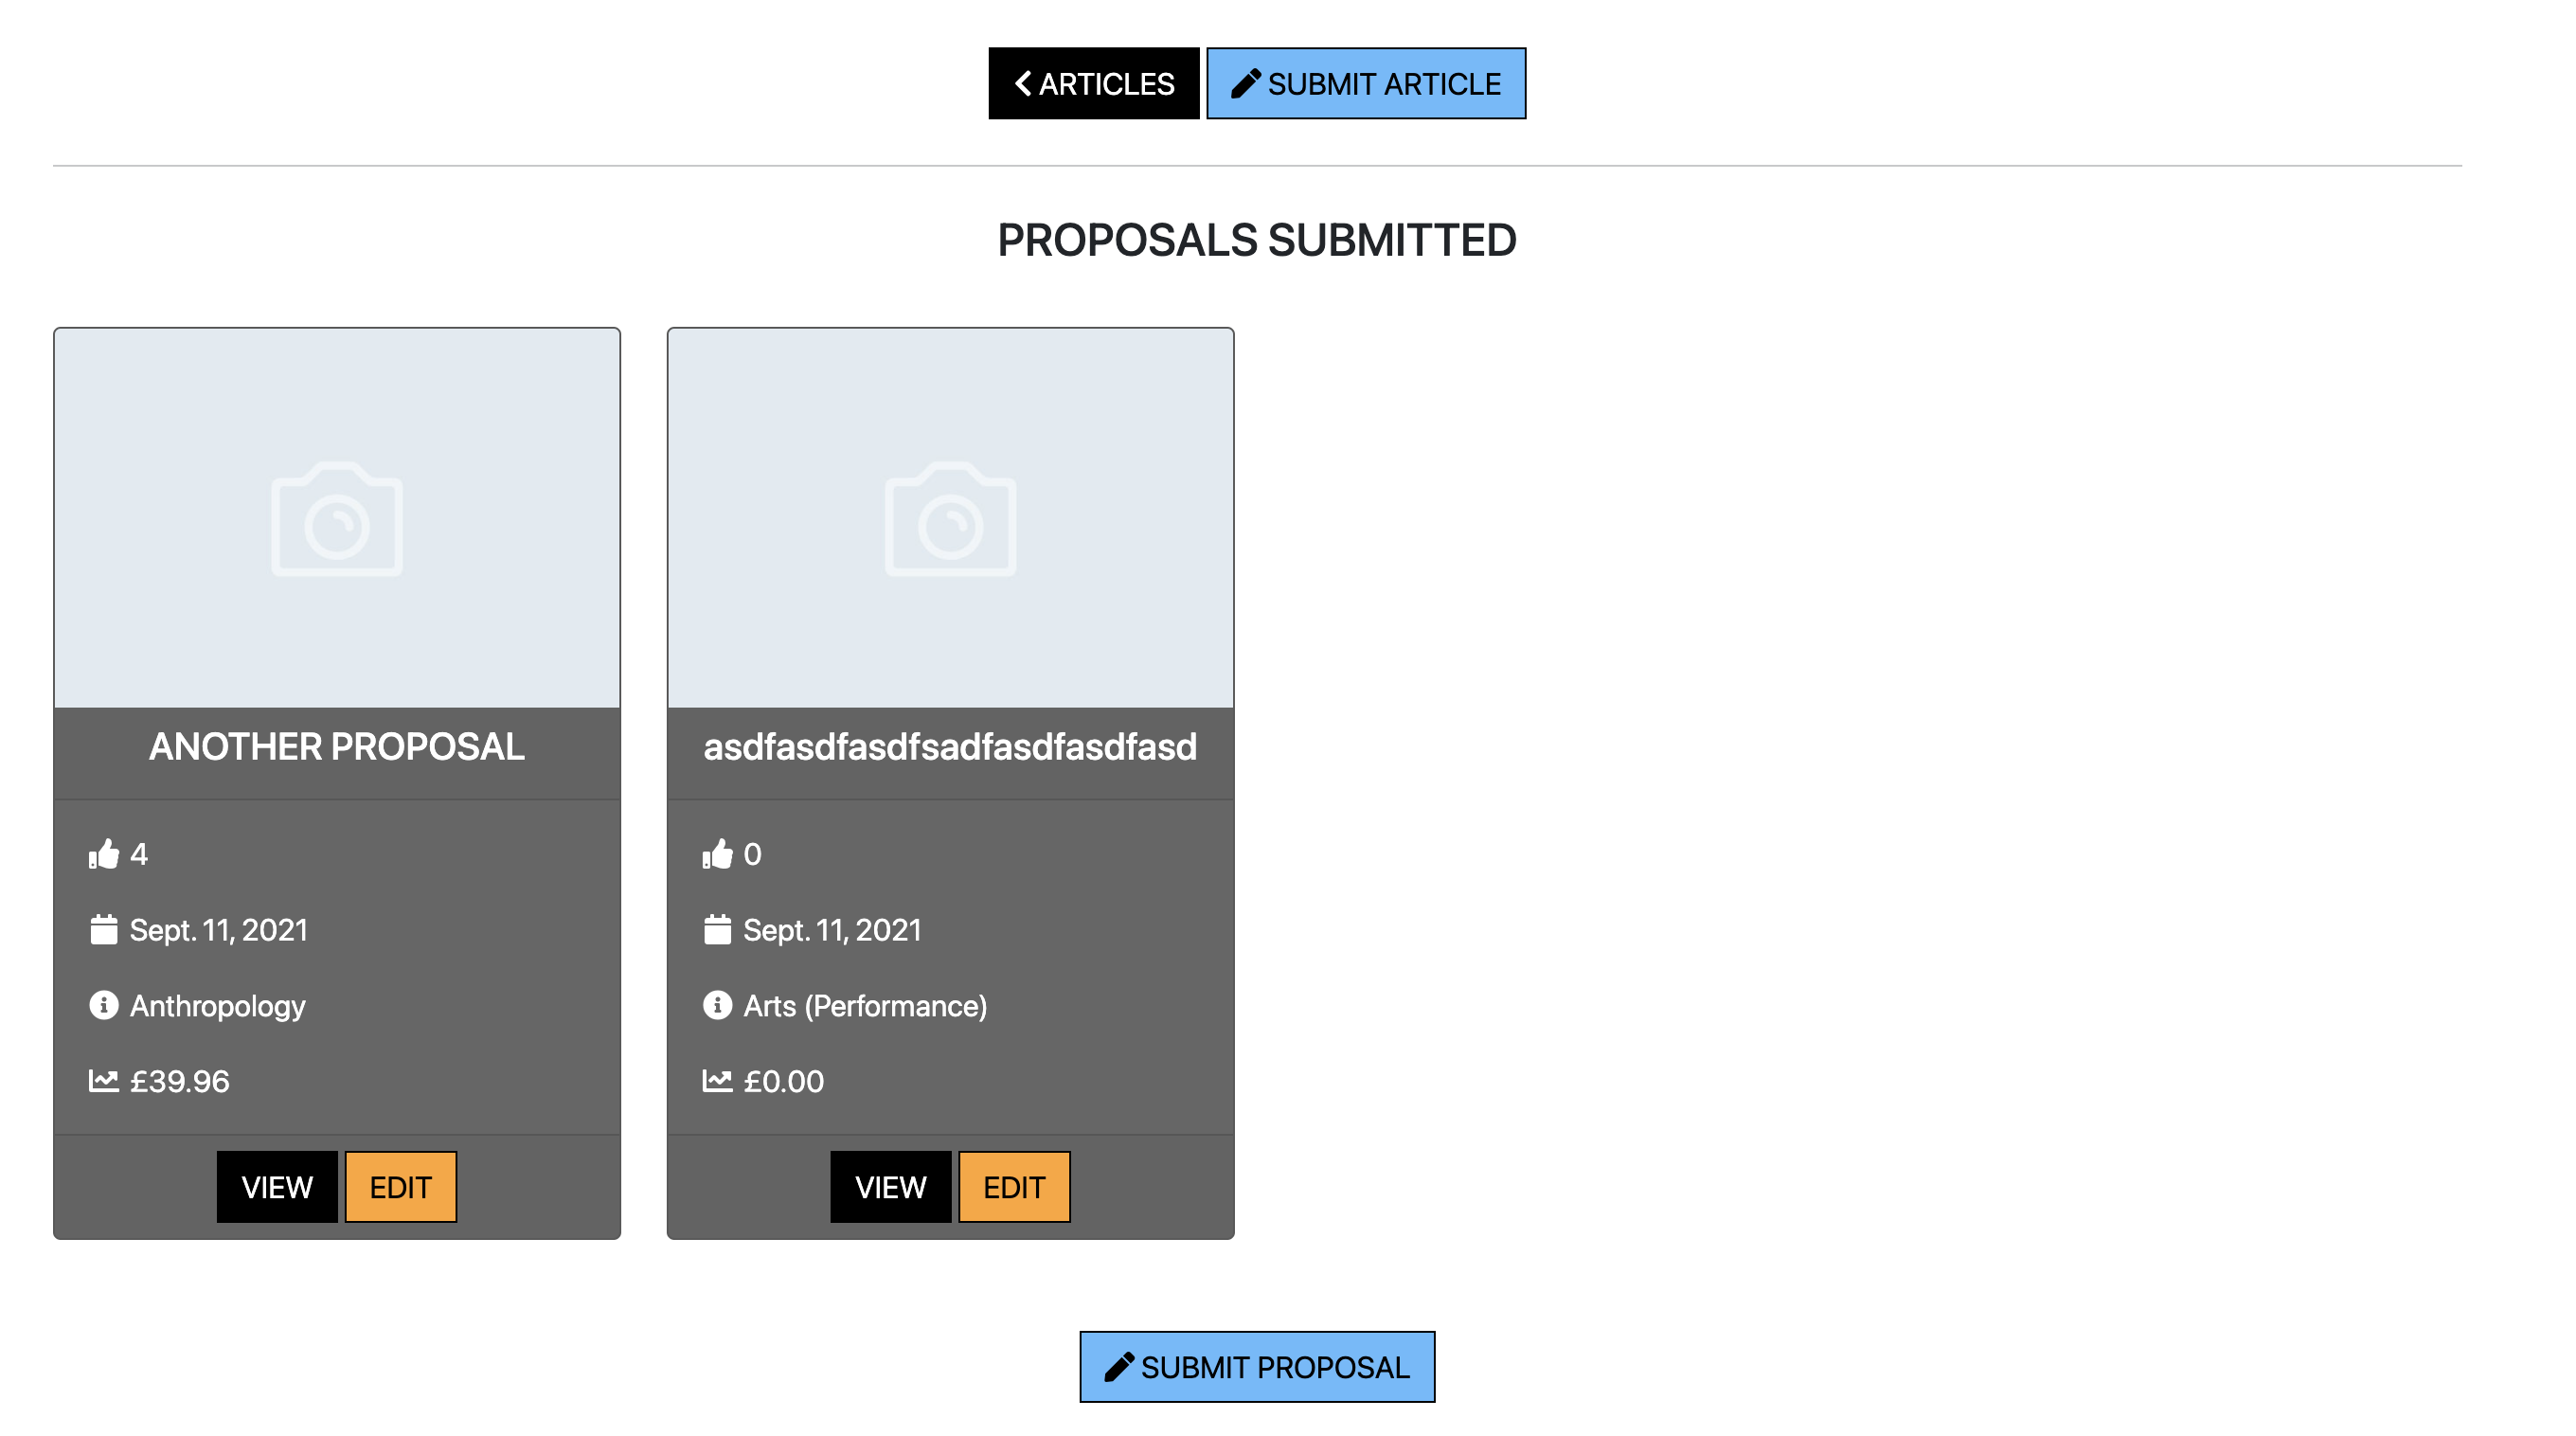 ARTICLES SUBMIT ARTICLE
PROPOSALS SUBMITTED
ANOTHER PROPOSAL
4
Sept. 11, 2021
Anthropology
£39.96
VIEW EDIT
asdfasdfasdfsadfasdfasdfasd
0
Sept. 11, 2021
Arts (Performance)
£0.00
VIEW EDIT
SUBMIT PROPOSAL